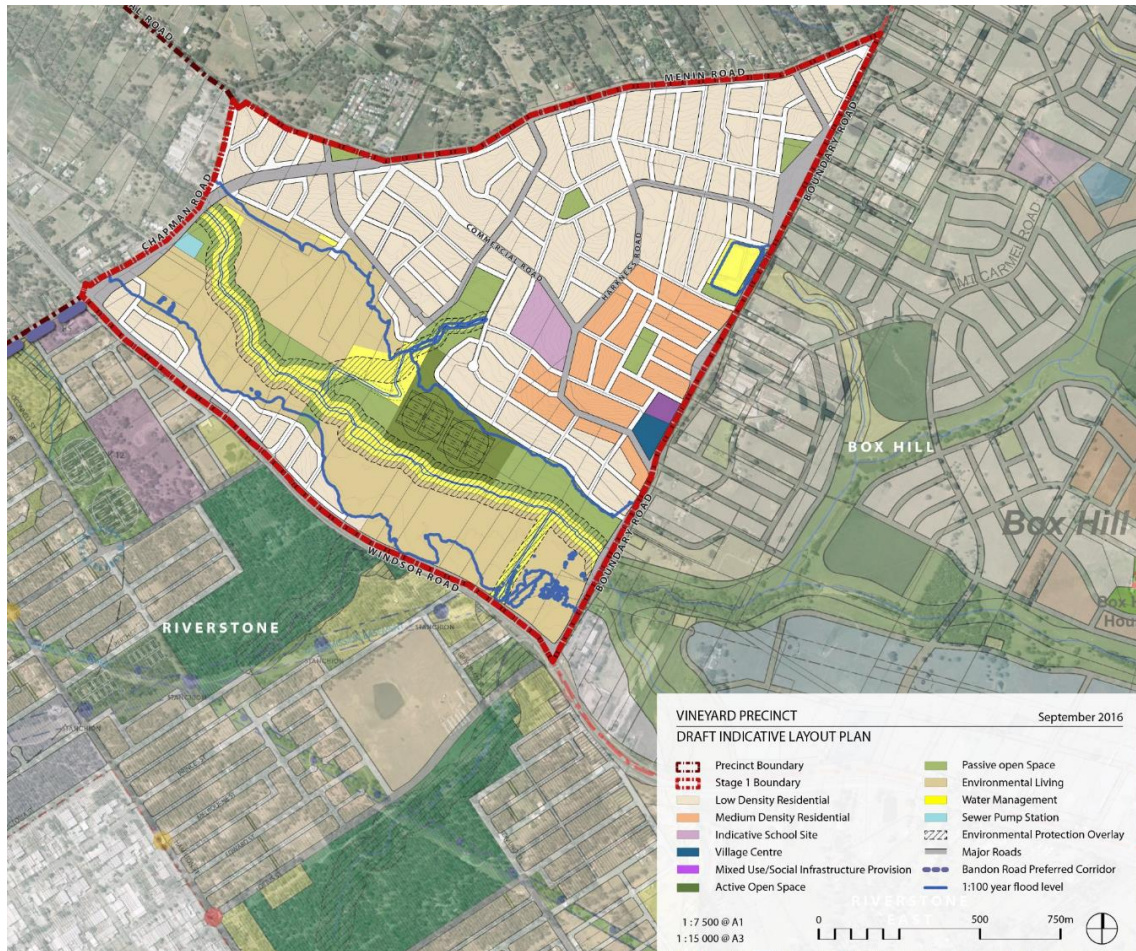 MENIN ROAD
BOUNDARY ROAD
CHAPMAN ROAD
COMMERCIAL ROAD
HARKNESS ROAD
MT CARMEL ROAD
BOX HILL
Box Hill
BOUNDARY ROAD
WINDSOR ROAD
RIVERSTONE
STANCHION
STANCHION
STANCHION
STANCHION
VINEYARD PRECINCT
September 2016
DRAFT INDICATIVE LAYOUT PLAN
Precinct Boundary
Stage 1 Boundary
Low Density Residential
Medium Density Residential
Indicative School Site
Village Centre
Mixed Use/Social Infrastructure Provision
Active Open Space
Passive open Space
Environmental Living
Water Management
Sewer Pump Station
Environmental Protection Overlay
Major Roads
Bandon Road Preferred Corridor
1:100 year flood level
RIVERSTONE
EAST
1:7 500 @ A1
1:15 000 @ A3
0 500 750m